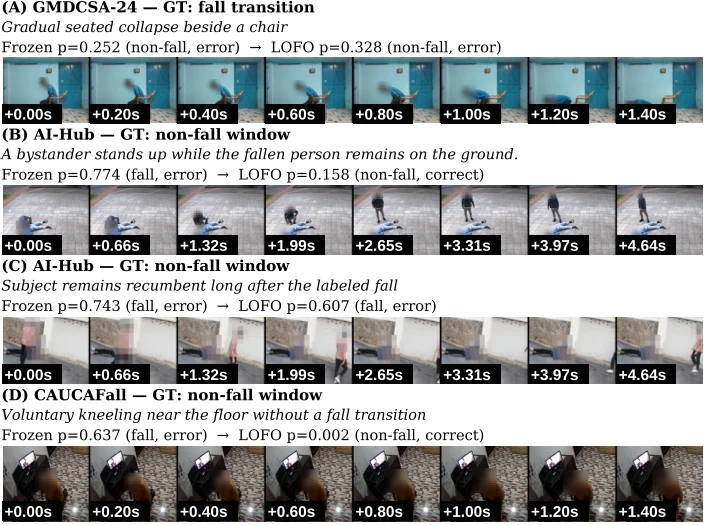 (A) GMDCSA-24 — GT: fall transition
Gradual seated collapse beside a chair
Frozen p=0.252 (non-fall, error) → LOFO p=0.328 (non-fall, error)
+0.00s +0.20s +0.40s +0.60s +0.80s +1.00s +1.20s +1.40s
(B) AI-Hub — GT: non-fall window
A bystander stands up while the fallen person remains on the ground.
Frozen p=0.774 (fall, error) → LOFO p=0.158 (non-fall, correct)
+0.00s +0.66s +1.32s +1.99s +2.65s +3.31s +3.97s +4.64s
(C) AI-Hub — GT: non-fall window
Subject remains recumbent long after the labeled fall
Frozen p=0.743 (fall, error) → LOFO p=0.607 (fall, error)
+0.00s +0.66s +1.32s +1.99s +2.65s +3.31s +3.97s +4.64s
(D) CAUCAFall — GT: non-fall window
Voluntary kneeling near the floor without a fall transition
Frozen p=0.637 (fall, error) → LOFO p=0.002 (non-fall, correct)
+0.00s +0.20s +0.40s +0.60s +0.80s +1.00s +1.20s +1.40s